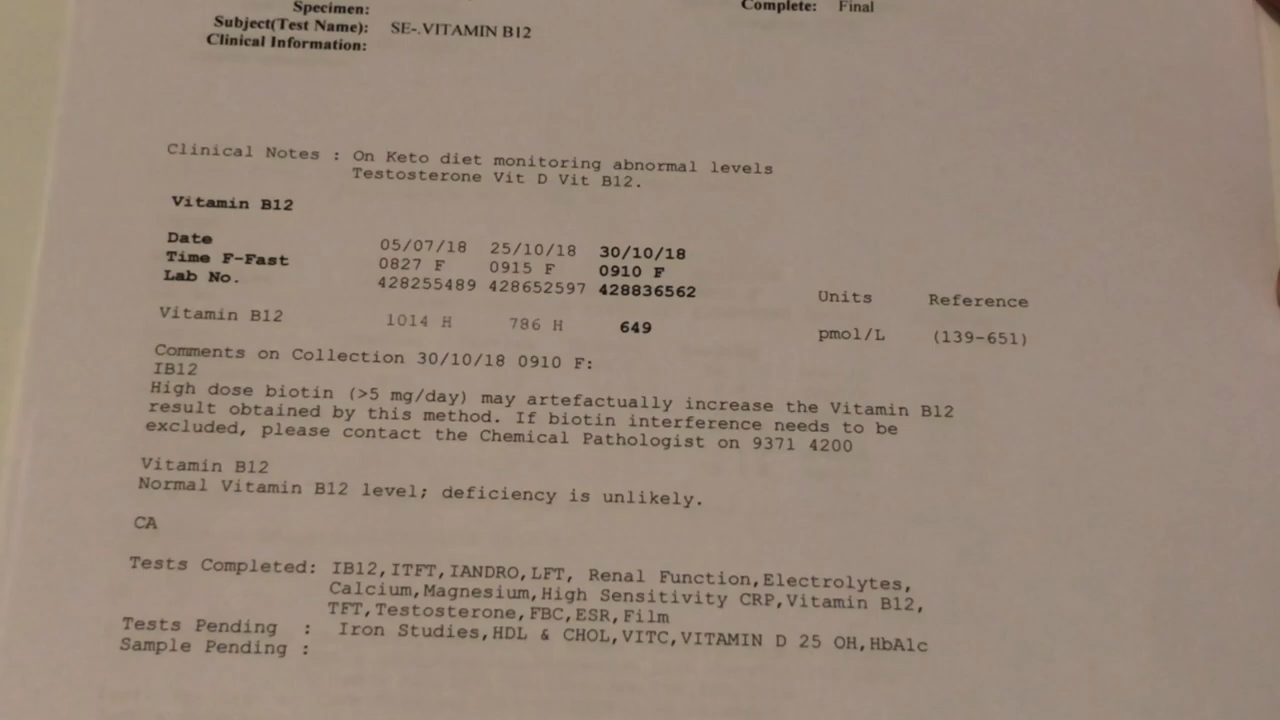 Specimen:
Complete: Final
Subject(Test Name): SE-.VITAMIN B12
Clinical Information:
Clinical Notes : On Keto diet monitoring abnormal levels
Testosterone Vit D Vit B12.
Vitamin B12
Date 05/07/18 25/10/18 30/10/18
Time F-Fast 0827 F 0915 F 0910 F
Lab No. 428255489 428652597 428836562 Units Reference
Vitamin B12 1014 H 786 H 649 pmol/L (139-651)
Comments on Collection 30/10/18 0910 F:
IB12
High dose biotin (>5 mg/day) may artefactually increase the Vitamin B12
result obtained by this method. If biotin interference needs to be
excluded, please contact the Chemical Pathologist on 9371 4200
Vitamin B12
Normal Vitamin B12 level; deficiency is unlikely.
CA
Tests Completed: IB12,ITFT,IANDRO,LFT, Renal Function,Electrolytes,
Calcium,Magnesium,High Sensitivity CRP,Vitamin B12,
TFT,Testosterone,FBC,ESR,Film
Tests Pending : Iron Studies,HDL & CHOL,VITC,VITAMIN D 25 OH,HbA1c
Sample Pending :